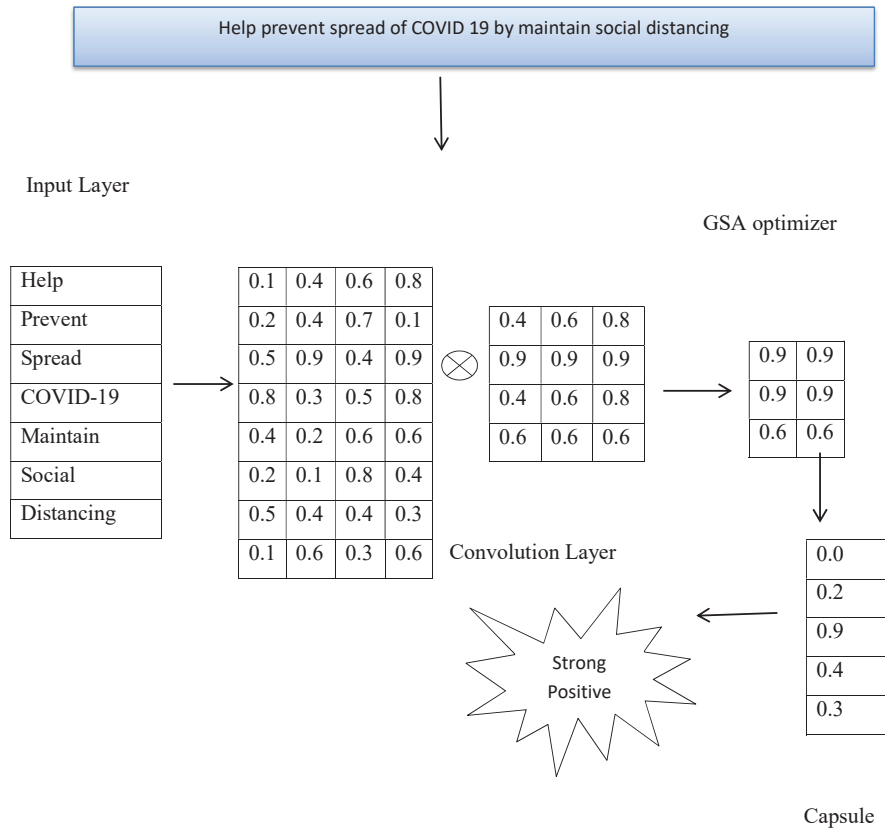 Help prevent spread of COVID 19 by maintain social distancing
Input Layer
GSA optimizer
Help
Prevent
Spread
COVID-19
Maintain
Social
Distancing
0.1 0.4 0.6 0.8
0.2 0.4 0.7 0.1
0.5 0.9 0.4 0.9
0.8 0.3 0.5 0.8
0.4 0.2 0.6 0.6
0.2 0.1 0.8 0.4
0.5 0.4 0.4 0.3
0.1 0.6 0.3 0.6
0.4 0.6 0.8
0.9 0.9 0.9
0.4 0.6 0.8
0.6 0.6 0.6
0.9 0.9
0.9 0.9
0.6 0.6
Convolution Layer
0.0
0.2
0.9
0.4
0.3
Strong
Positive
Capsule